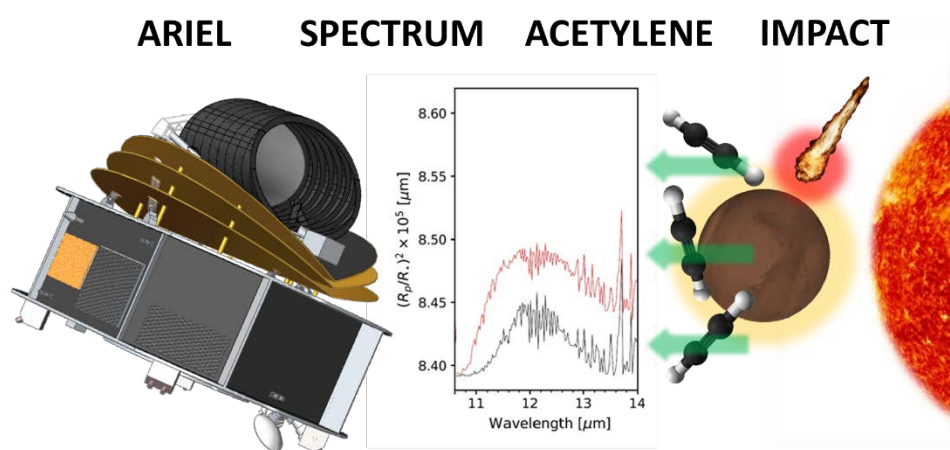 ARIEL SPECTRUM ACETYLENE IMPACT
8.60
8.55
8.50
8.45
8.40
(Rₚ/R.)² × 10⁵ [μm]
11 12 13 14
Wavelength [μm]